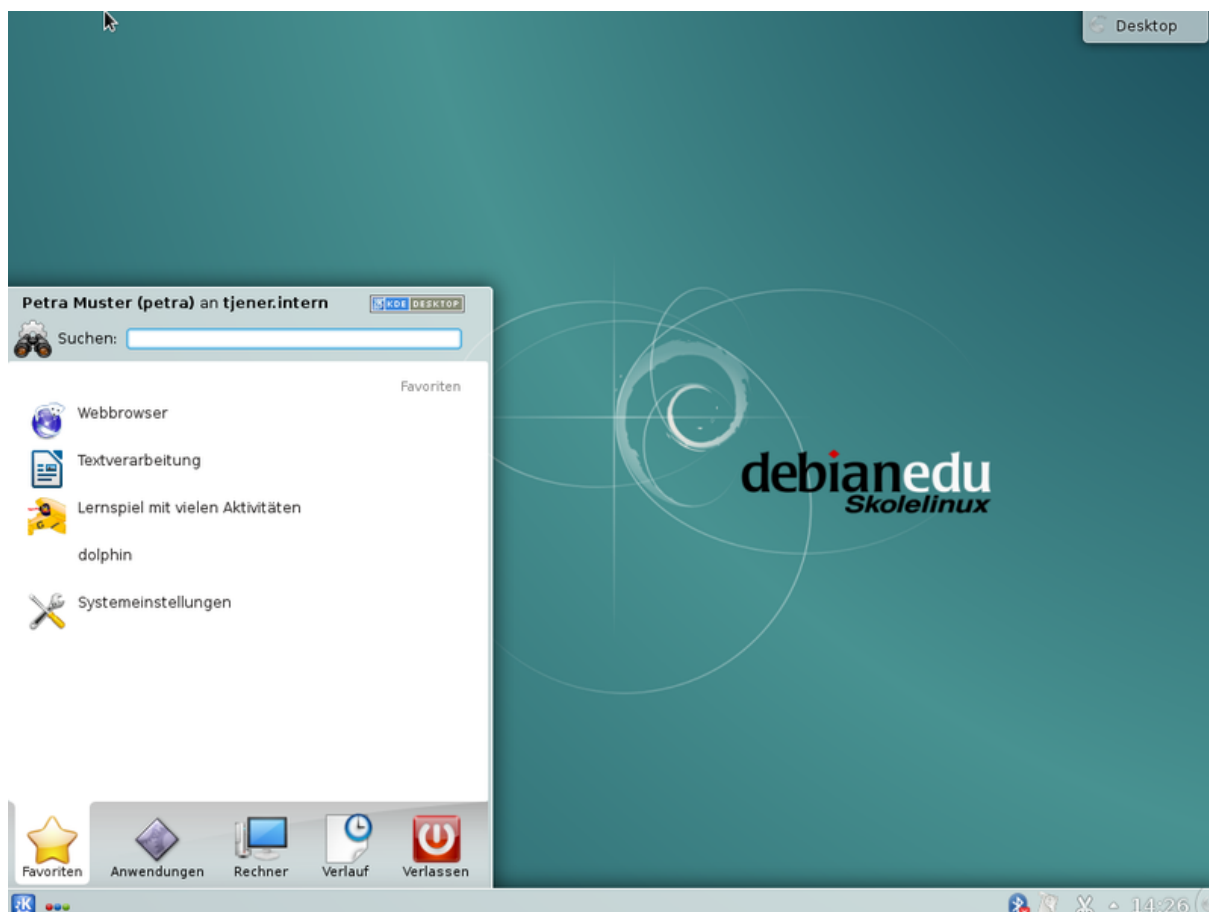 Desktop
Petra Muster (petra) an tjener.intern
KDE DESKTOP
Suchen:
Favoriten
Webbrowser
Textverarbeitung
Lernspiel mit vielen Aktivitäten
dolphin
Systemeinstellungen
debianedu
Skolelinux
Favoriten Anwendungen Rechner Verlauf Verlassen
14:26